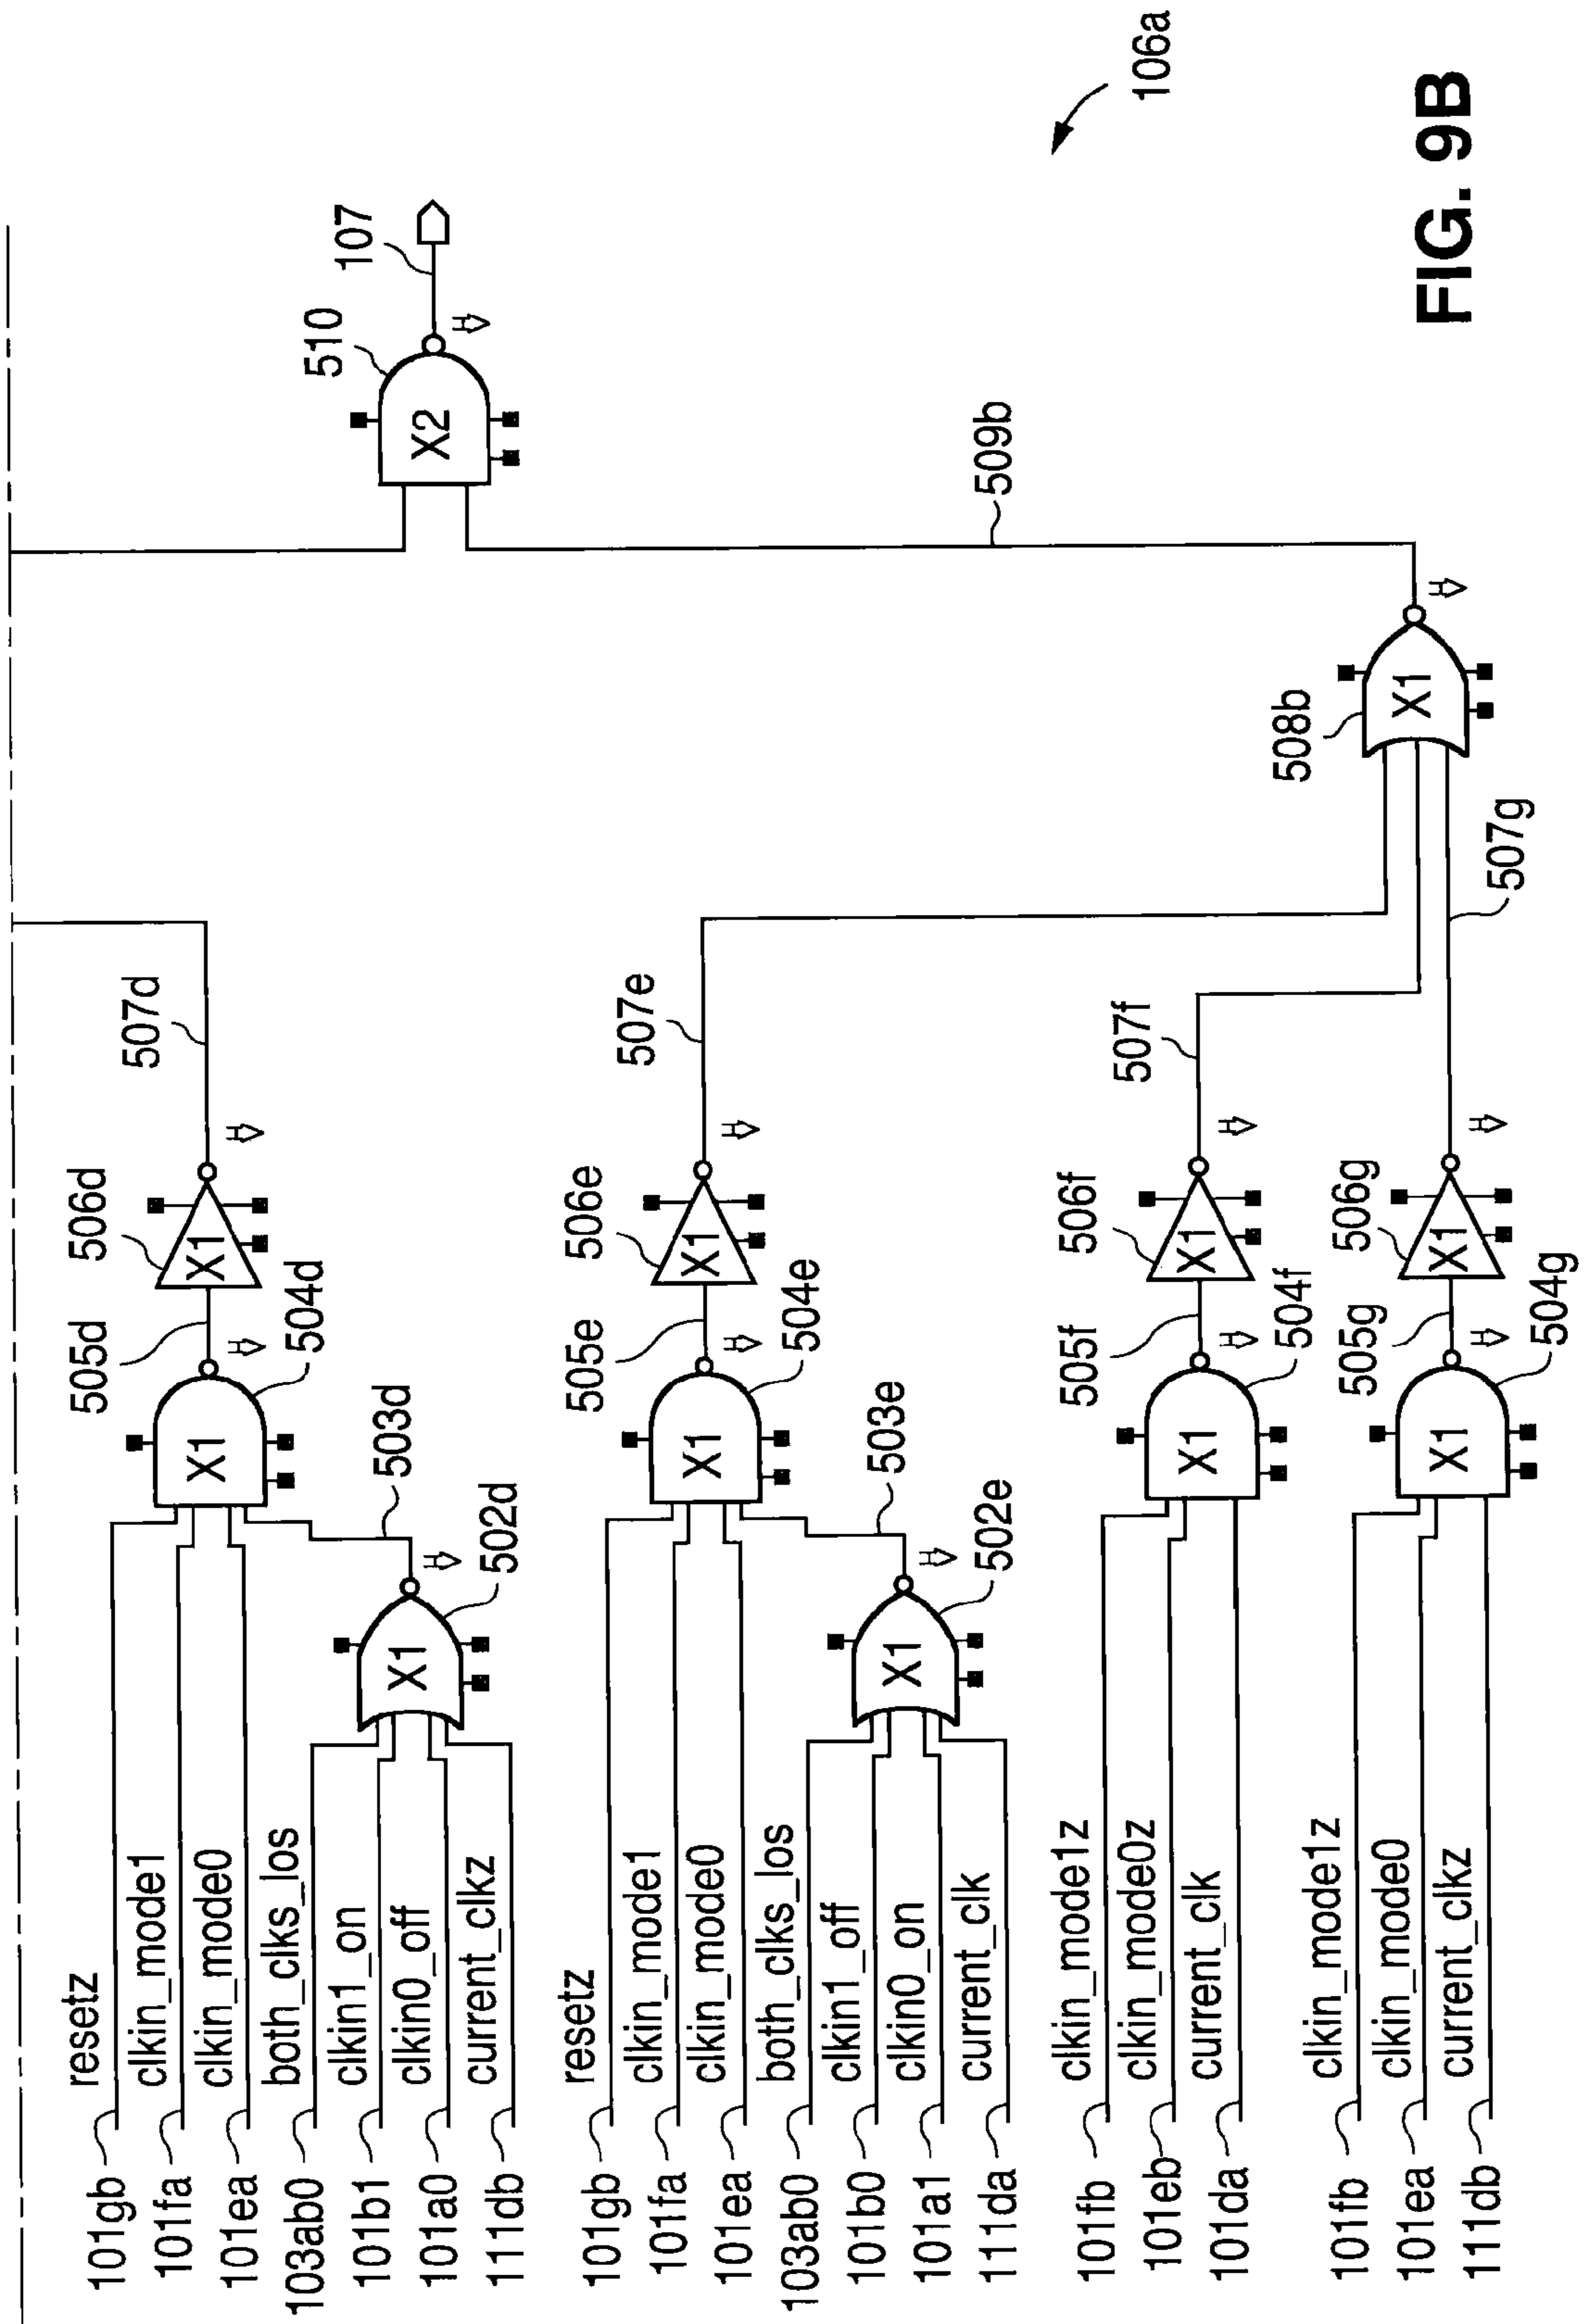 101gb resetz
101fa clkin_mode1
101ea clkin_mode0
103ab0 both_clks_los
101b1 clkin1_on
101a0 clkin0_off
111db current_clkz
X1
502d
503d
X1
504d
505d
X1
506d
507d
101gb resetz
101fa clkin_mode1
101ea clkin_mode0
103ab0 both_clks_los
101b0 clkin1_off
101a1 clkin0_on
111da current_clk
X1
502e
503e
X1
504e
505e
X1
506e
507e
101fb clkin_mode1z
101eb clkin_mode0z
101da current_clk
X1
504f
505f
X1
506f
507f
101fb clkin_mode1z
101ea clkin_mode0
111db current_clkz
X1
504g
505g
X1
506g
507g
508b
X1
509b
X2
510
107
106a
FIG. 9B